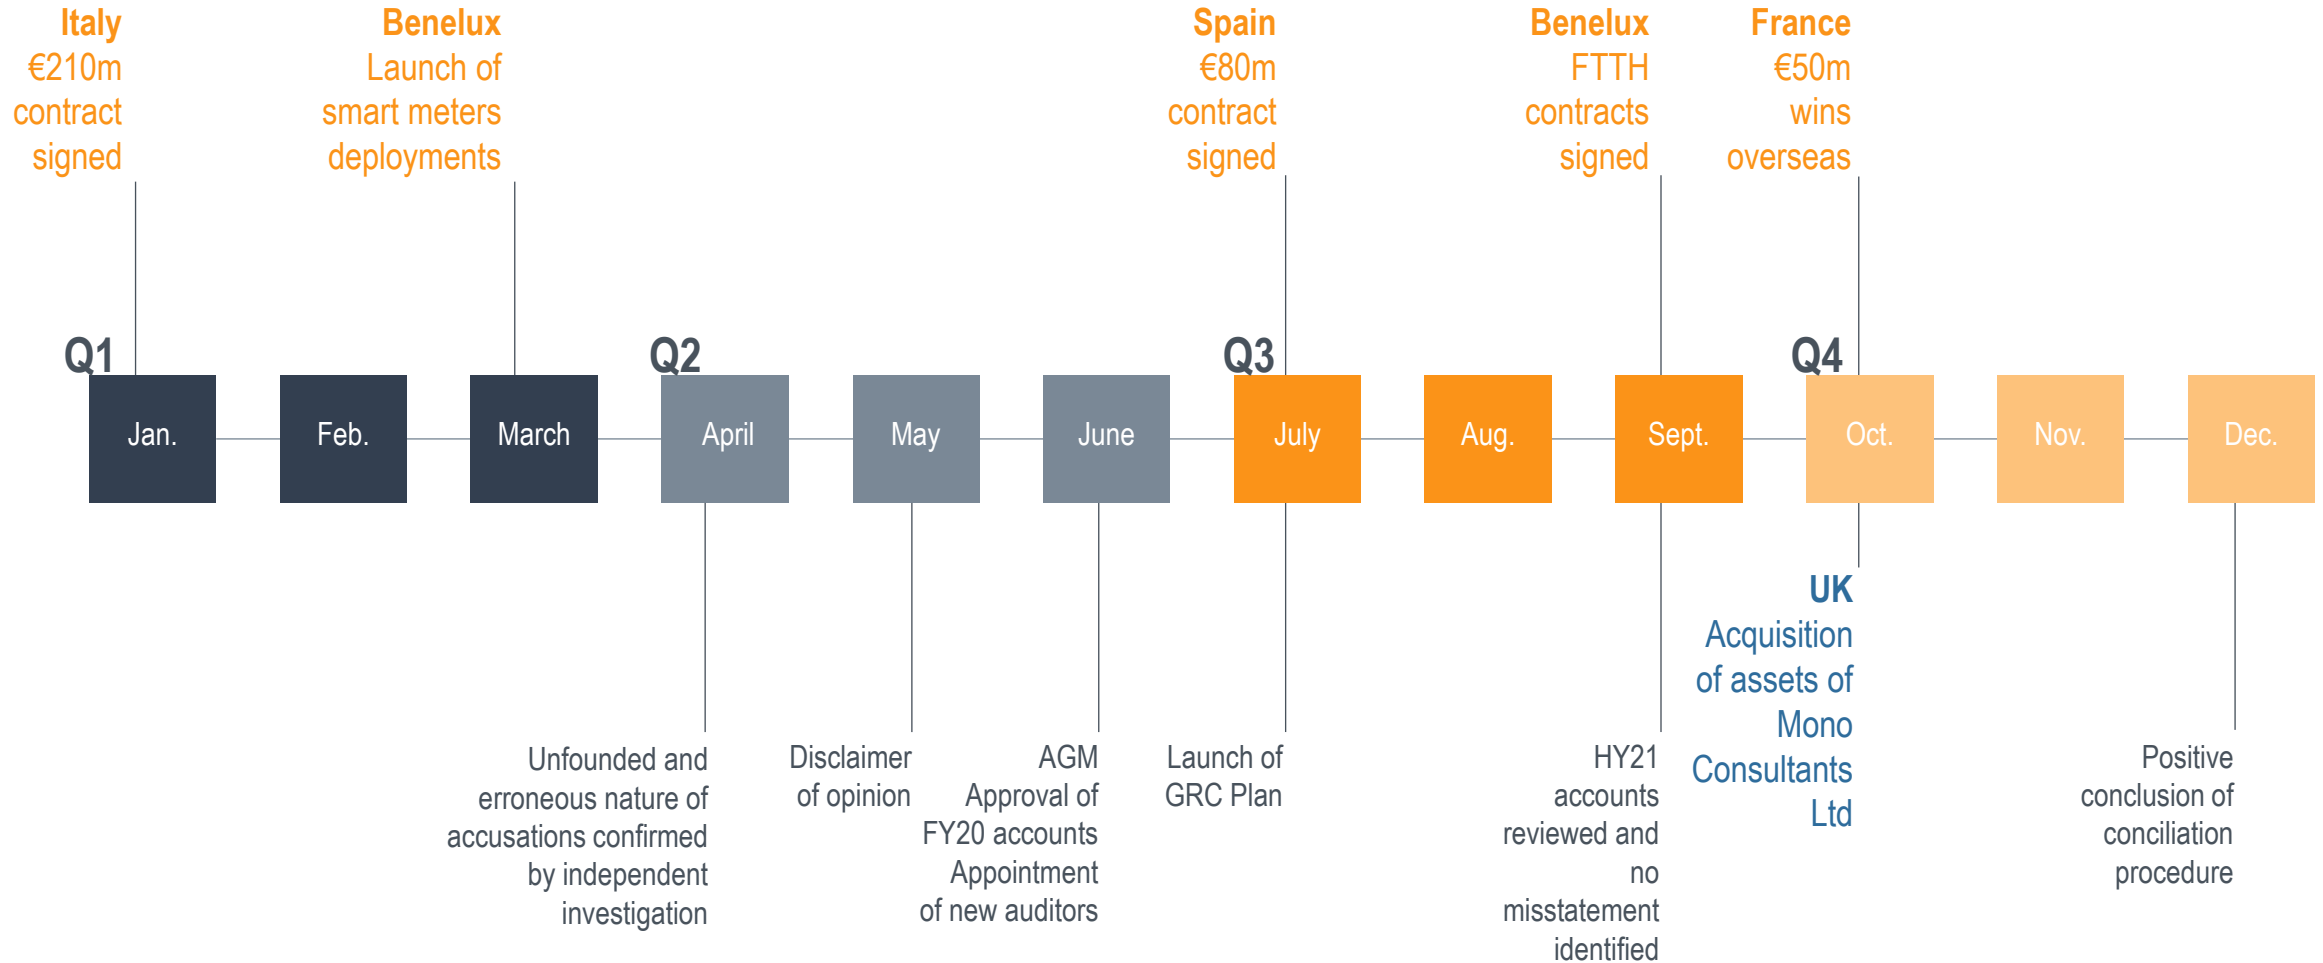 Italy
€210m
contract
signed
Benelux
Launch of
smart meters
deployments
Spain
€80m
contract
signed
Benelux
FTTH
contracts
signed
France
€50m
wins
overseas
Q1
Q2
Q3
Q4
Jan.
Feb.
March
April
May
June
July
Aug.
Sept.
Oct.
Nov.
Dec.
Unfounded and
erroneous nature of
accusations confirmed
by independent
investigation
Disclaimer
of opinion
AGM
Approval of
FY20 accounts
Appointment
of new auditors
Launch of
GRC Plan
HY21
accounts
reviewed and
no
misstatement
identified
UK
Acquisition
of assets of
Mono
Consultants
Ltd
Positive
conclusion of
conciliation
procedure